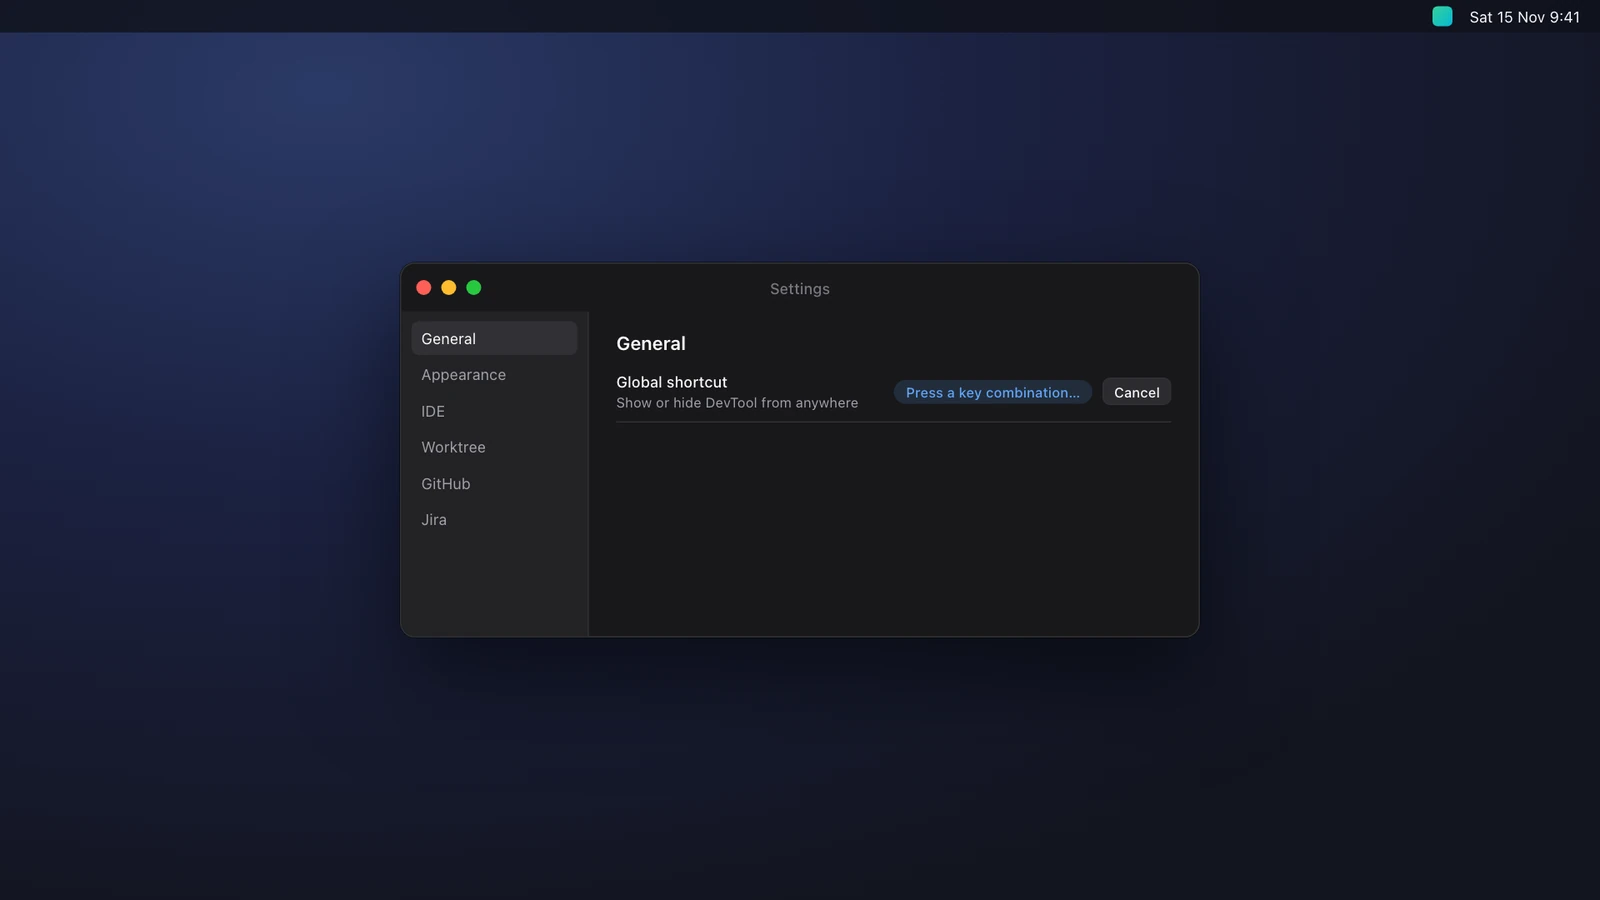 Sat 15 Nov 9:41
Settings
General
Appearance
IDE
Worktree
GitHub
Jira
General
Global shortcut
Show or hide DevTool from anywhere
Press a key combination...
Cancel